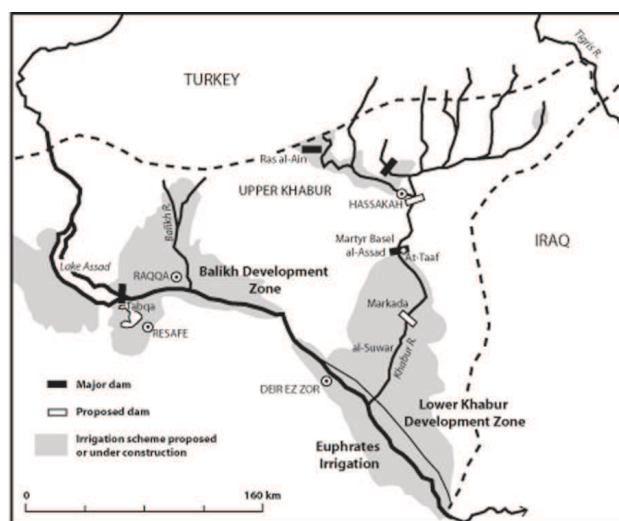 Tigris R.
TURKEY
Ras al-Ain
UPPER KHABUR
HASSAKAH
IRAQ
Balikh R.
Martyr Basel
al-Assad
At-Taaf
Lake Assad
RAQQA
Balikh Development
Zone
Tabqa
RESAFE
Markada
al-Suwar
Khabur R.
DEIR EZ ZOR
Lower Khabur
Development Zone
Euphrates
Irrigation
Major dam
Proposed dam
Irrigation scheme proposed
or under construction
0
160 km